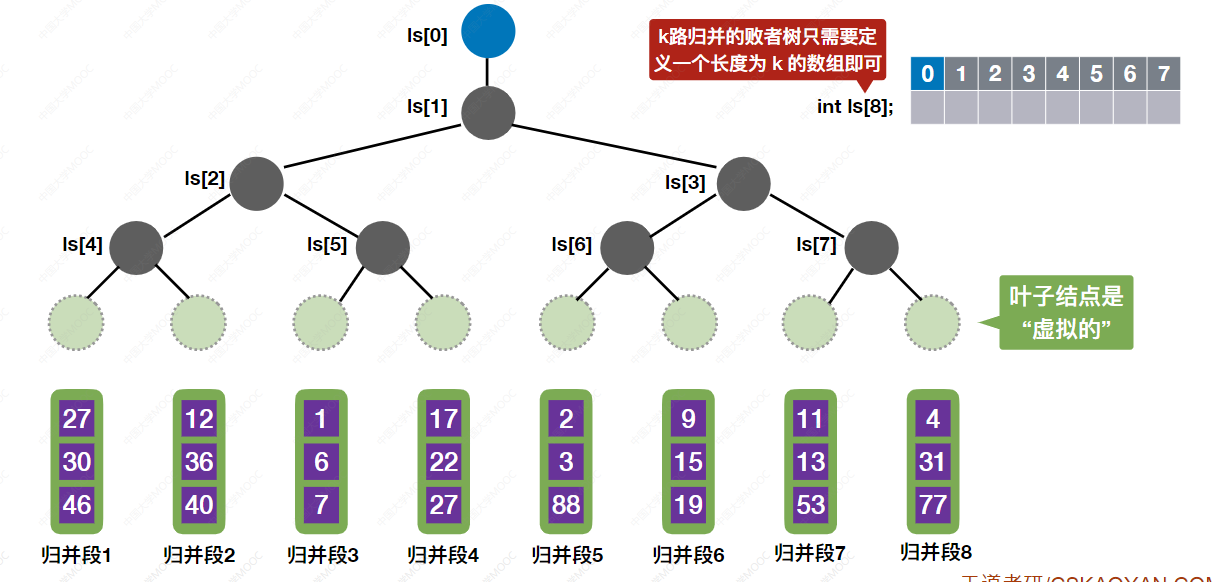 ls[0]
k路归并的败者树只需要定
义一个长度为 k 的数组即可
0 1 2 3 4 5 6 7
int ls[8];
ls[1]
ls[2]
ls[3]
ls[4]
ls[5]
ls[6]
ls[7]
叶子结点是
“虚拟的”
27 12 1 17 2 9 11 4
30 36 6 22 3 15 13 31
46 40 7 27 88 19 53 77
归并段1 归并段2 归并段3 归并段4 归并段5 归并段6 归并段7 归并段8
王道考研/CSKAOYAN.COM